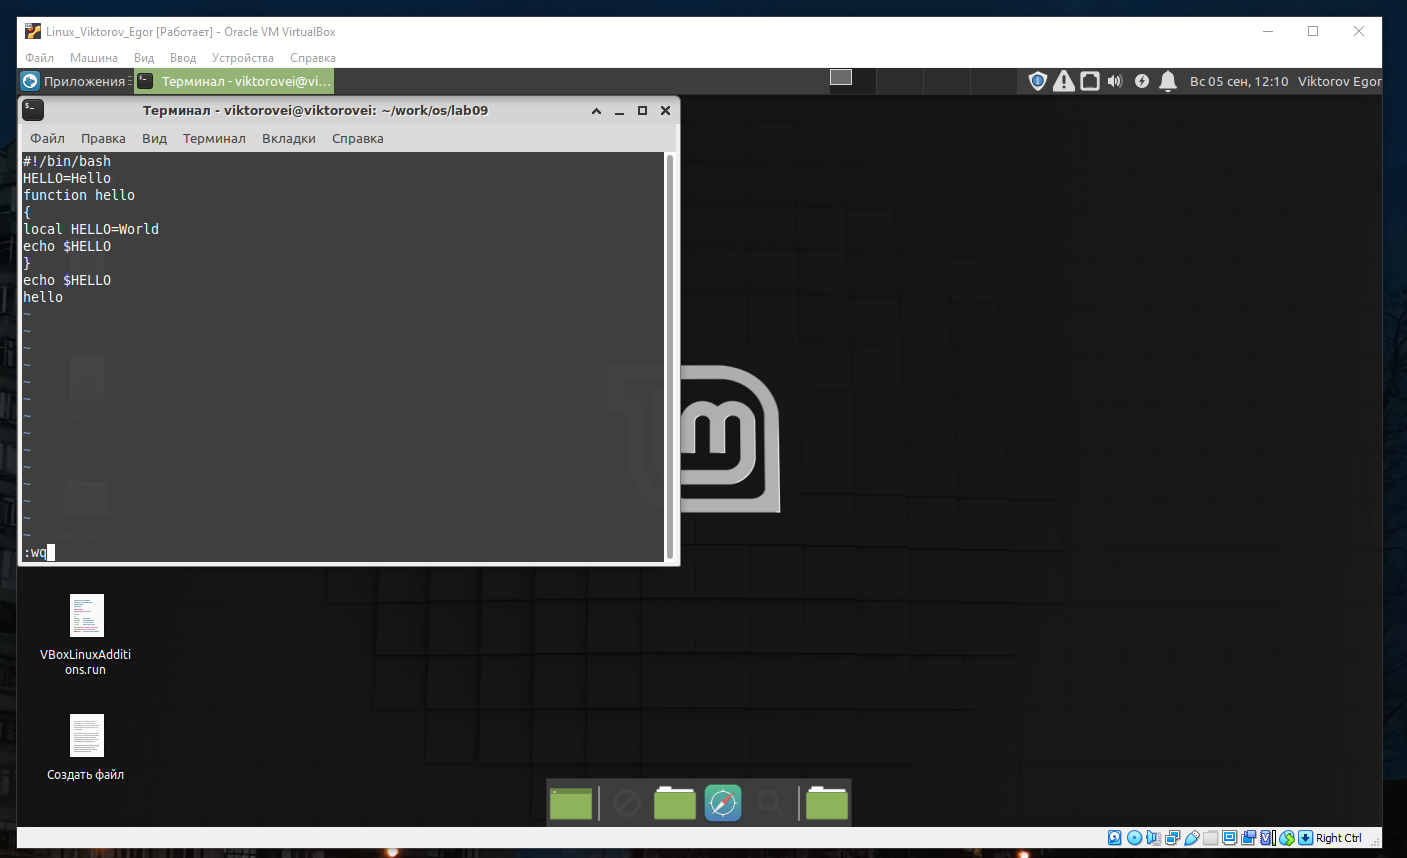 Linux_Viktorov_Egor [Работает] - Oracle VM VirtualBox
Файл Машина Вид Ввод Устройства Справка
Приложения Терминал - viktorovei@vi... Вс 05 сен, 12:10 Viktorov Egor
Терминал - viktorovei@viktorovei: ~/work/os/lab09
Файл Правка Вид Терминал Вкладки Справка
#!/bin/bash
HELLO=Hello
function hello
{
local HELLO=World
echo $HELLO
}
echo $HELLO
hello
~
~
~
~
~
~
~
~
~
~
~
~
~
~
:wq
VBoxLinuxAdditi
ons.run
Создать файл
Right Ctrl